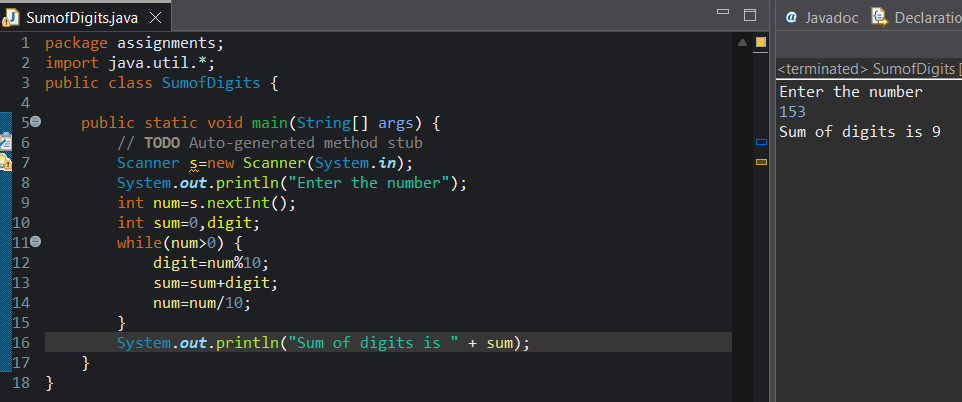 SumofDigits.java
1 package assignments;
2 import java.util.*;
3 public class SumofDigits {
4
5 public static void main(String[] args) {
6 // TODO Auto-generated method stub
7 Scanner s=new Scanner(System.in);
8 System.out.println("Enter the number");
9 int num=s.nextInt();
10 int sum=0,digit;
11 while(num>0) {
12 digit=num%10;
13 sum=sum+digit;
14 num=num/10;
15 }
16 System.out.println("Sum of digits is " + sum);
17 }
18 }
@ Javadoc Declaratio
<terminated> SumofDigits [
Enter the number
153
Sum of digits is 9